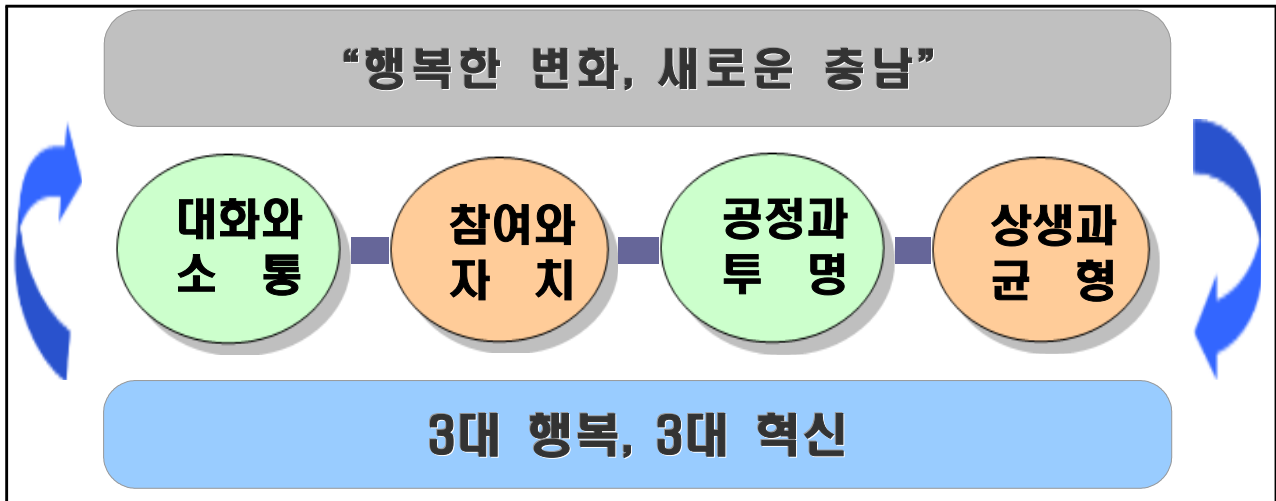 “행복한 변화, 새로운 충남”
대화와
소 통
참여와
자 치
공정과
투 명
상생과
균 형
3대 행복, 3대 혁신